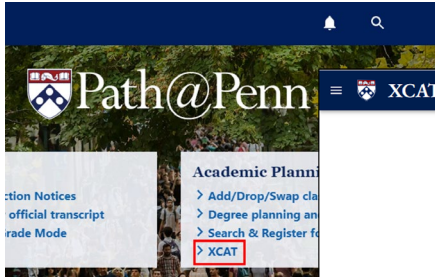 Path@Penn
XCAT
Academic Planni
ction Notices
official transcript
rade Mode
Add/Drop/Swap cla
Degree planning an
Search & Register fo
XCAT